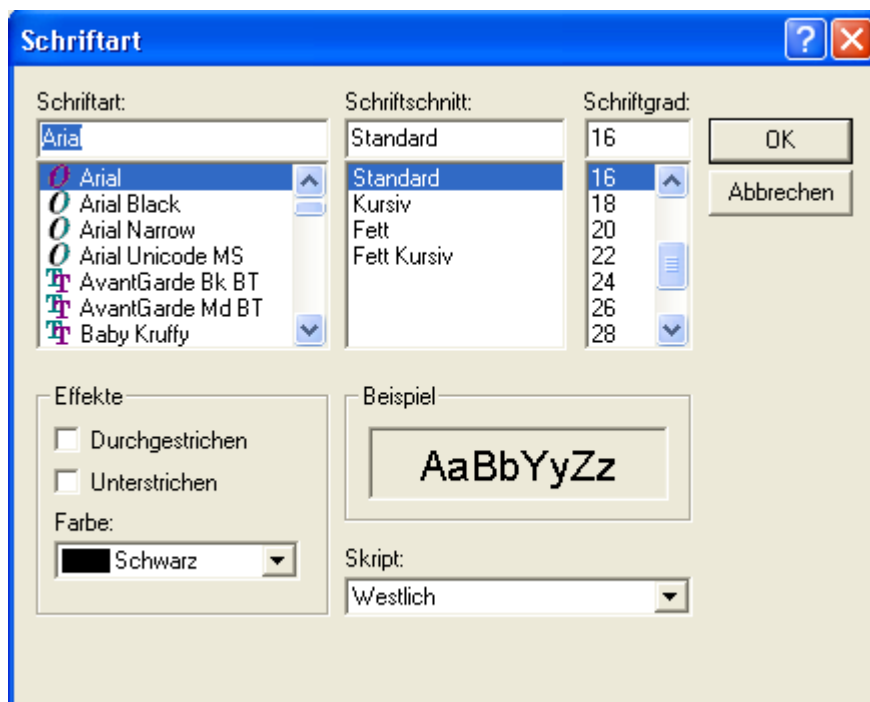 Schriftart
Schriftart:
Arial
Arial
Arial Black
Arial Narrow
Arial Unicode MS
AvantGarde Bk BT
AvantGarde Md BT
Baby Kruffy
Schriftschnitt:
Standard
Standard
Kursiv
Fett
Fett Kursiv
Schriftgrad:
16
16
18
20
22
24
26
28
OK
Abbrechen
Effekte
Durchgestrichen
Unterstrichen
Farbe:
Schwarz
Beispiel
AaBbYyZz
Skript:
Westlich